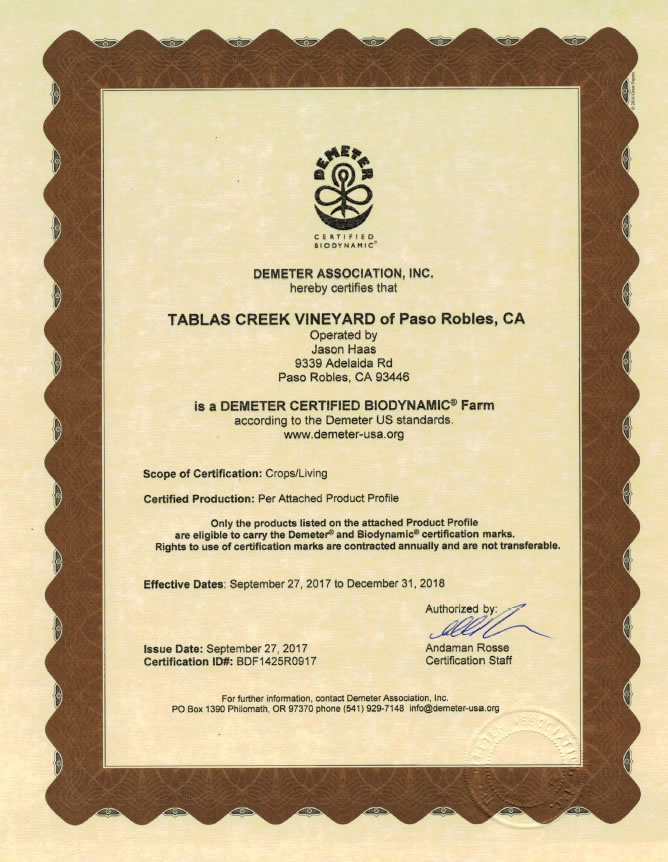 DEMETER
CERTIFIED
BIODYNAMIC®
DEMETER ASSOCIATION, INC.
hereby certifies that
TABLAS CREEK VINEYARD of Paso Robles, CA
Operated by
Jason Haas
9339 Adelaida Rd
Paso Robles, CA 93446
is a DEMETER CERTIFIED BIODYNAMIC® Farm
according to the Demeter US standards.
www.demeter-usa.org
Scope of Certification: Crops/Living
Certified Production: Per Attached Product Profile
Only the products listed on the attached Product Profile
are eligible to carry the Demeter® and Biodynamic® certification marks.
Rights to use of certification marks are contracted annually and are not transferable.
Effective Dates: September 27, 2017 to December 31, 2018
Authorized by:
Issue Date: September 27, 2017
Certification ID#: BDF1425R0917
Andaman Rosse
Certification Staff
For further information, contact Demeter Association, Inc.
PO Box 1390 Philomath, OR 97370 phone (541) 929-7148 info@demeter-usa.org
DEMETER ASSOCIATION